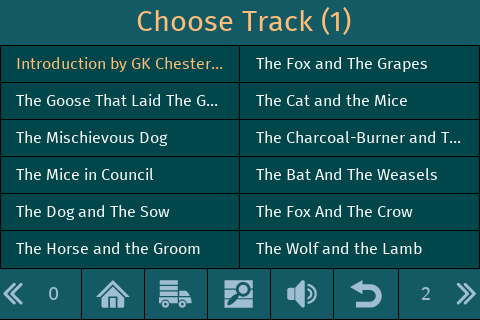 Choose Track (1)
Introduction by GK Chester...
The Fox and The Grapes
The Goose That Laid The G...
The Cat and the Mice
The Mischievous Dog
The Charcoal-Burner and T...
The Mice in Council
The Bat And The Weasels
The Dog and The Sow
The Fox And The Crow
The Horse and the Groom
The Wolf and the Lamb
0
2